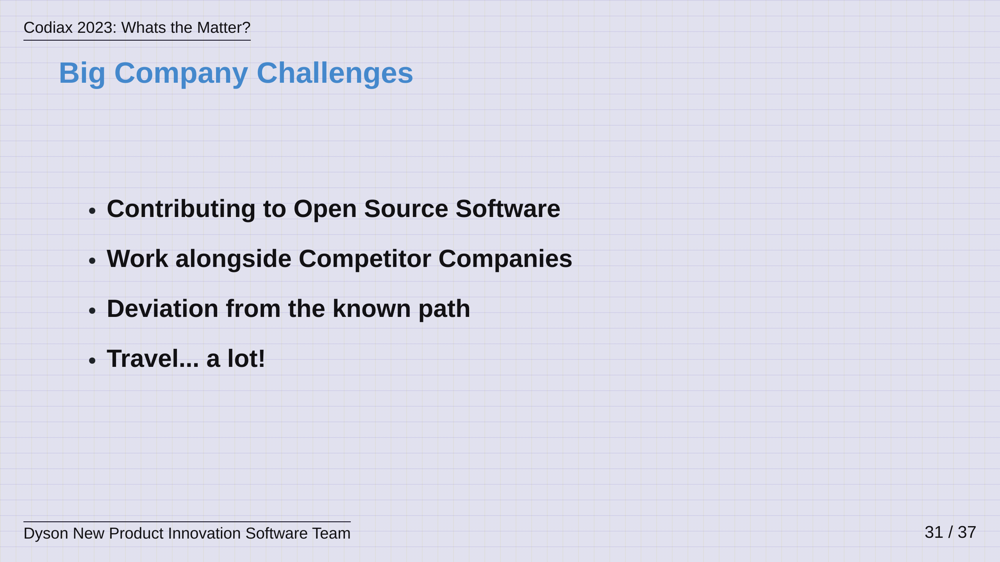 Codiax 2023: Whats the Matter?
Big Company Challenges
• Contributing to Open Source Software
• Work alongside Competitor Companies
• Deviation from the known path
• Travel... a lot!
Dyson New Product Innovation Software Team
31 / 37